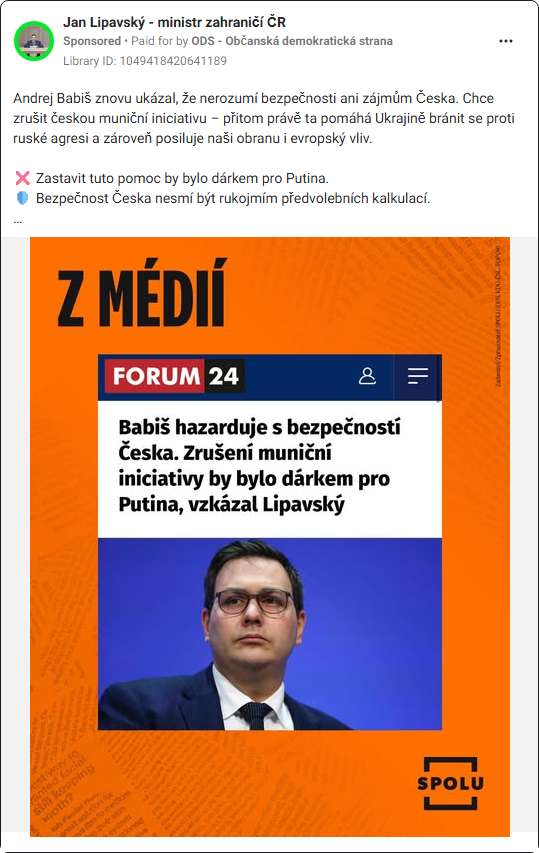 Jan Lipavský - ministr zahraničí ČR
Sponsored • Paid for by ODS - Občanská demokratická strana
Library ID: 1049418420641189
Andrej Babiš znovu ukázal, že nerozumí bezpečnosti ani zájmům Česka. Chce
zrušit českou muniční iniciativu – přitom právě ta pomáhá Ukrajině bránit se proti
ruské agresi a zároveň posiluje naši obranu i evropský vliv.
❌ Zastavit tuto pomoc by bylo dárkem pro Putina.
🛡️ Bezpečnost Česka nesmí být rukojmím předvolebních kalkulací.
...
Z MÉDIÍ
FORUM 24
Babiš hazarduje s bezpečností
Česka. Zrušení muniční
iniciativy by bylo dárkem pro
Putina, vzkázal Lipavský
SPOLU